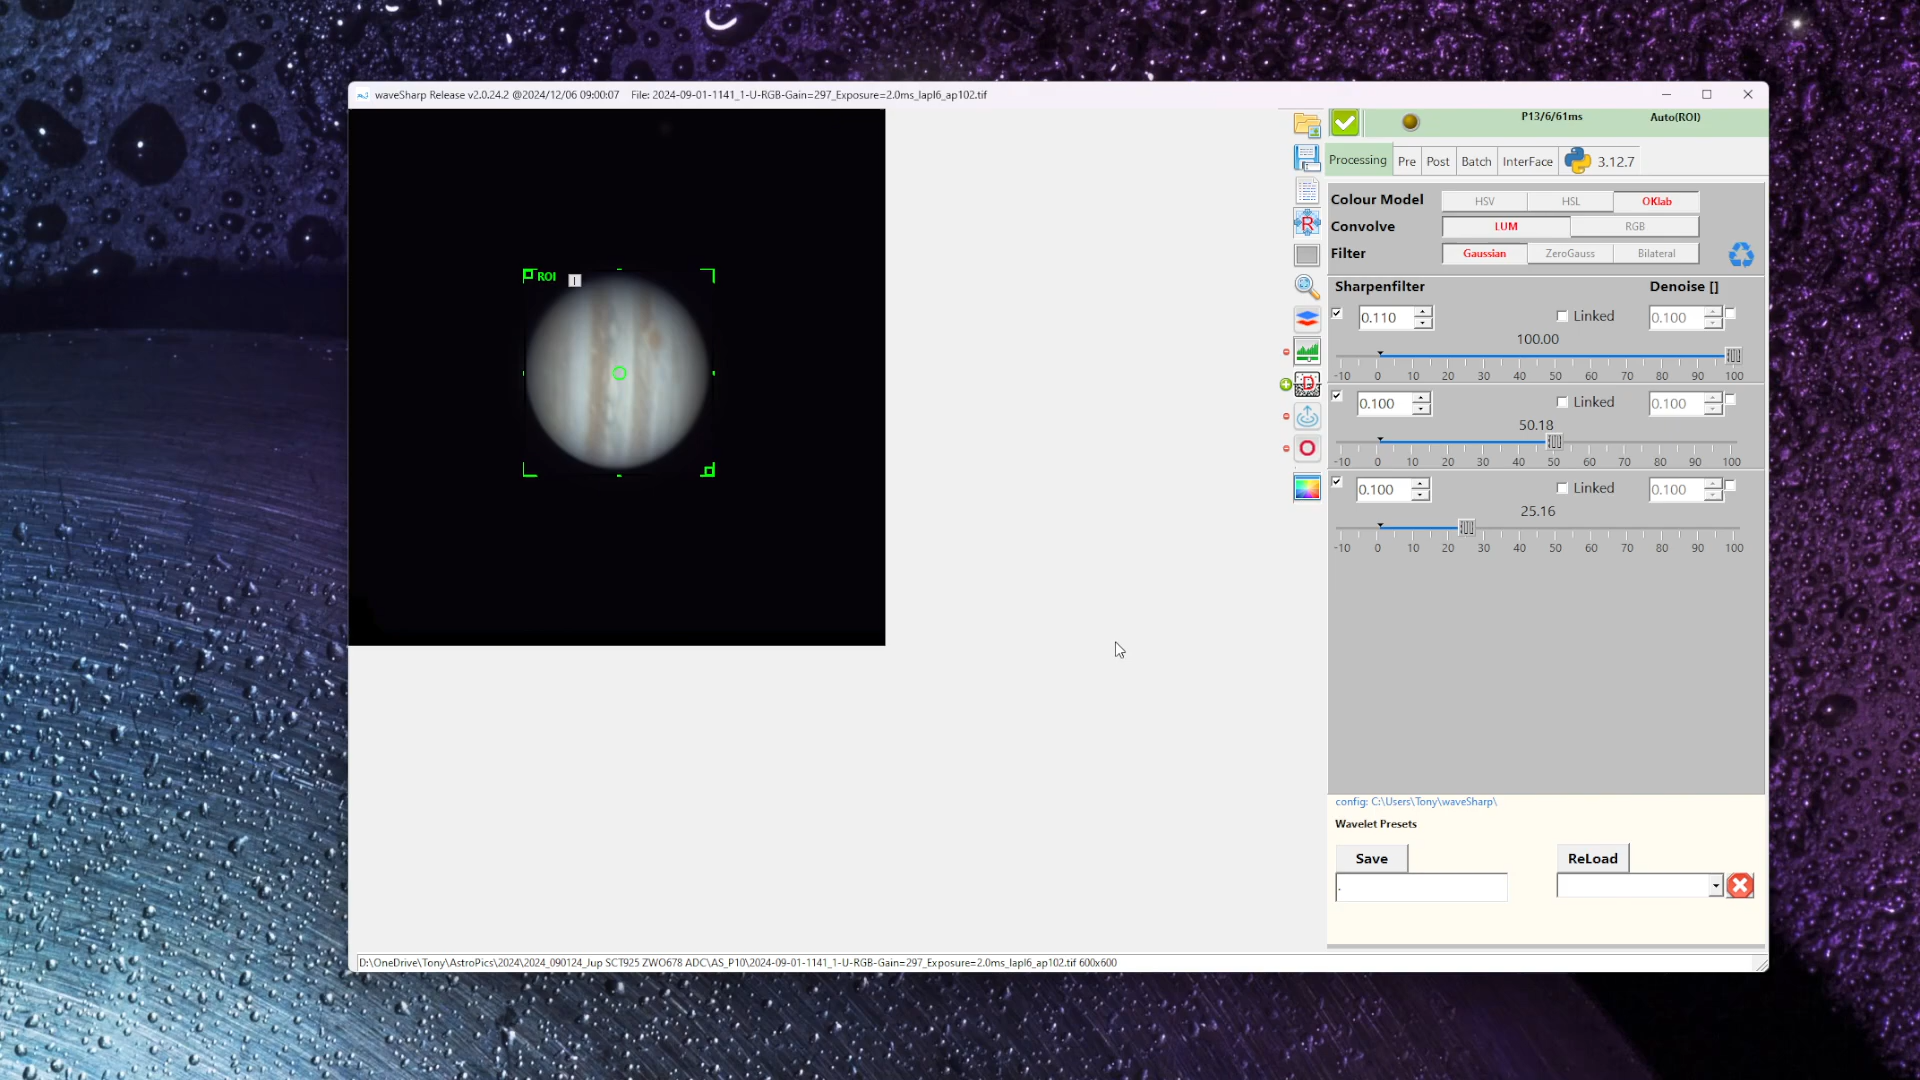 waveSharp Release v2.0.24.2 @2024/12/06 09:00:07 File: 2024-09-01-1141_1-U-RGB-Gain=297_Exposure=2.0ms_lapl6_ap102.tif
P13/6/61ms Auto(ROI)
Processing Pre Post Batch InterFace 3.12.7
Colour Model HSV HSL OKlab
Convolve LUM RGB
Filter Gaussian ZeroGauss Bilateral
ROI
R
D
Sharpenfilter Denoise []
0.110 Linked 0.100
100.00
-10 0 10 20 30 40 50 60 70 80 90 100
0.100 Linked 0.100
50.18
-10 0 10 20 30 40 50 60 70 80 90 100
0.100 Linked 0.100
25.16
-10 0 10 20 30 40 50 60 70 80 90 100
config: C:\Users\Tony\waveSharp\
Wavelet Presets
Save ReLoad
.
D:\OneDrive\Tony\AstroPics\2024\2024_090124_Jup SCT925 ZWO678 ADC\AS_P10\2024-09-01-1141_1-U-RGB-Gain=297_Exposure=2.0ms_lapl6_ap102.tif 600x600